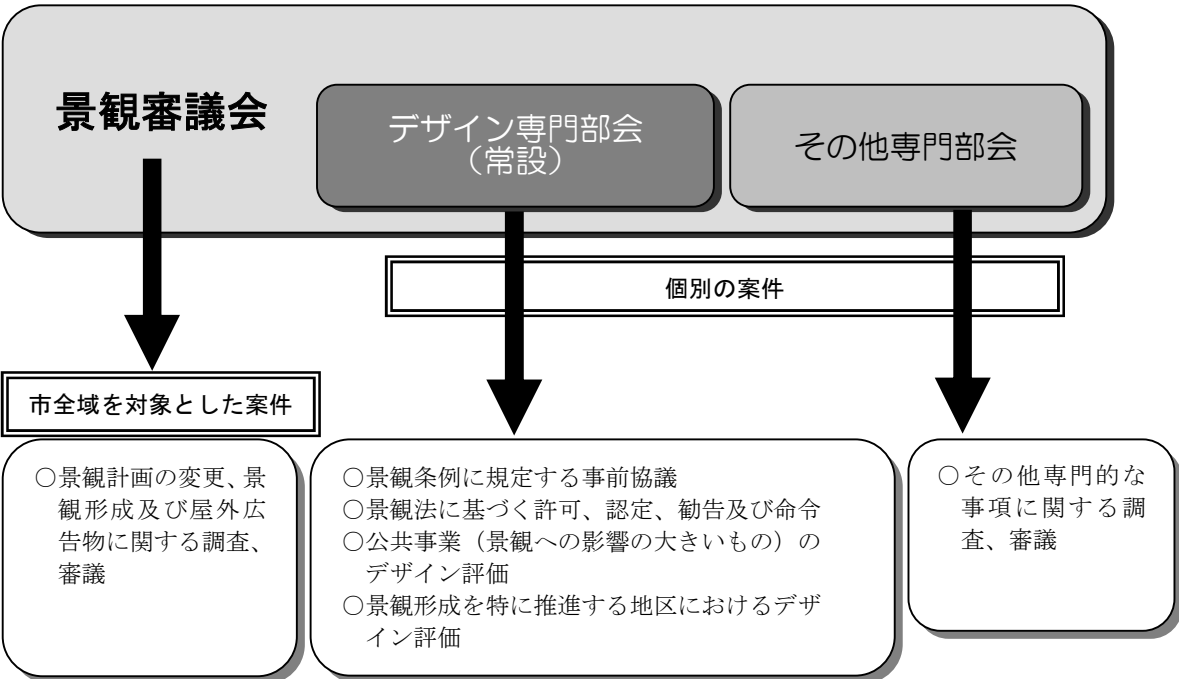 景観審議会
デザイン専門部会
（常設）
その他専門部会
個別の案件
市全域を対象とした案件
○景観計画の変更、景
観形成及び屋外広
告物に関する調査、
審議
○景観条例に規定する事前協議
○景観法に基づく許可、認定、勧告及び命令
○公共事業（景観への影響の大きいもの）の
デザイン評価
○景観形成を特に推進する地区におけるデザ
イン評価
○その他専門的な
事項に関する調
査、審議